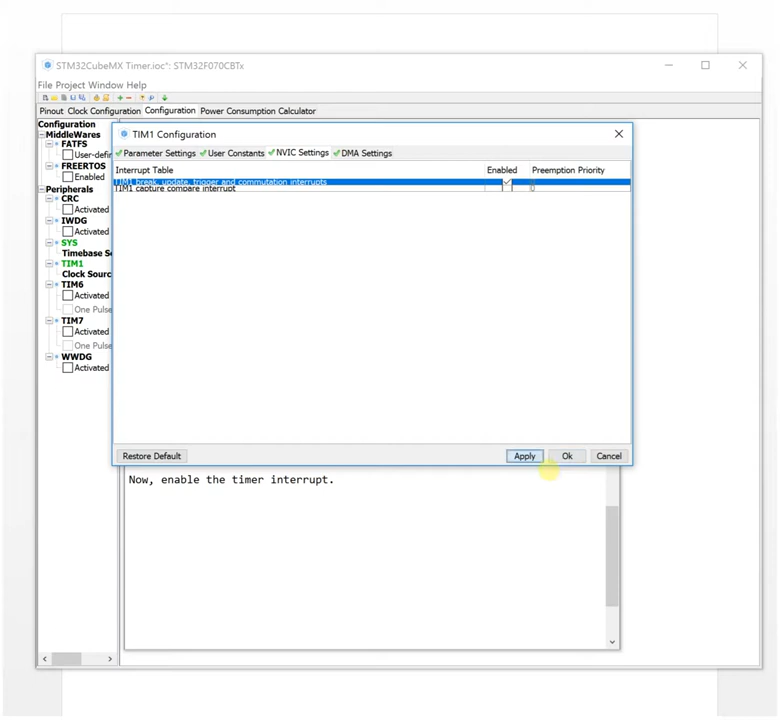 STM32CubeMX Timer.ioc*: STM32F070CBTx
File Project Window Help
Pinout Clock Configuration Configuration Power Consumption Calculator
Configuration
MiddleWares
FATFS
User-defin
FREERTOS
Enabled
Peripherals
CRC
Activated
IWDG
Activated
SYS
Timebase So
TIM1
Clock Sourc
TIM6
Activated
One Pulse
TIM7
Activated
One Pulse
WWDG
Activated
TIM1 Configuration
Parameter Settings User Constants NVIC Settings DMA Settings
Interrupt Table Enabled Preemption Priority
TIM1 break, update, trigger and commutation interrupts
TIM1 capture compare interrupt 0
Restore Default Apply Ok Cancel
Now, enable the timer interrupt.